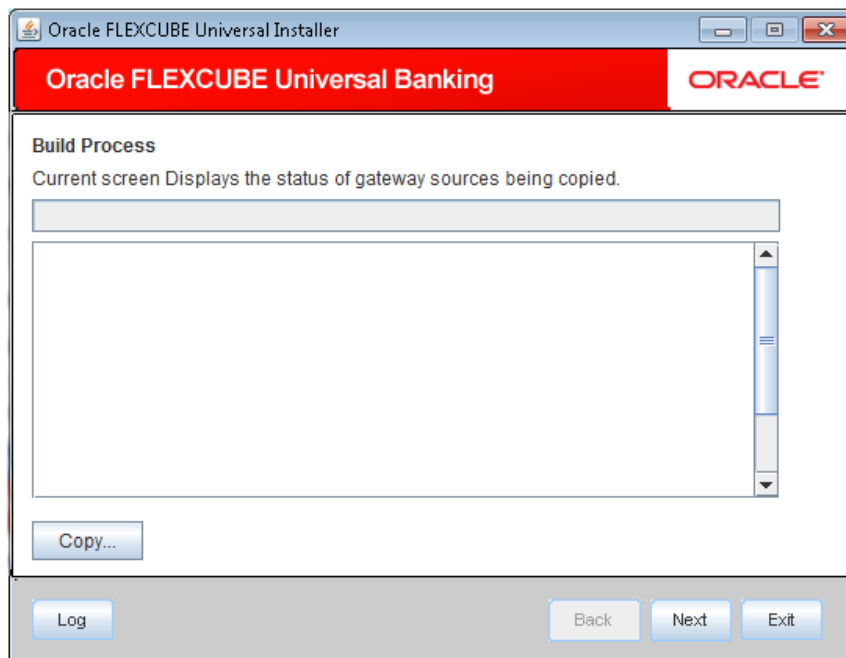 Oracle FLEXCUBE Universal Installer
Oracle FLEXCUBE Universal Banking
ORACLE
Build Process
Current screen Displays the status of gateway sources being copied.
Copy...
Log
Back
Next
Exit